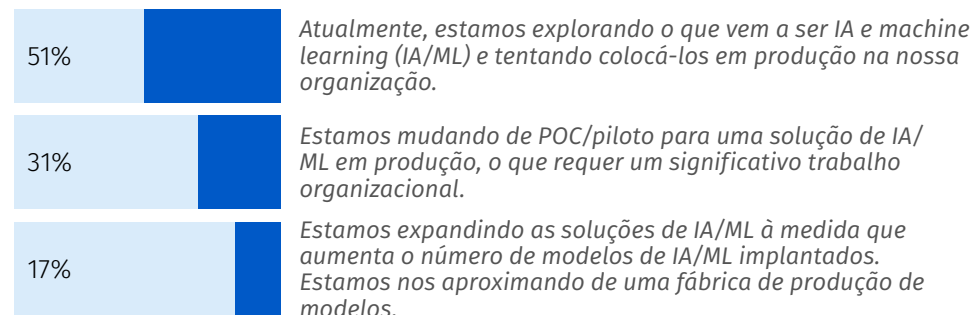 51%
Atualmente, estamos explorando o que vem a ser IA e machine
learning (IA/ML) e tentando colocá-los em produção na nossa
organização.
31%
Estamos mudando de POC/piloto para uma solução de IA/
ML em produção, o que requer um significativo trabalho
organizacional.
17%
Estamos expandindo as soluções de IA/ML à medida que
aumenta o número de modelos de IA/ML implantados.
Estamos nos aproximando de uma fábrica de produção de
modelos.